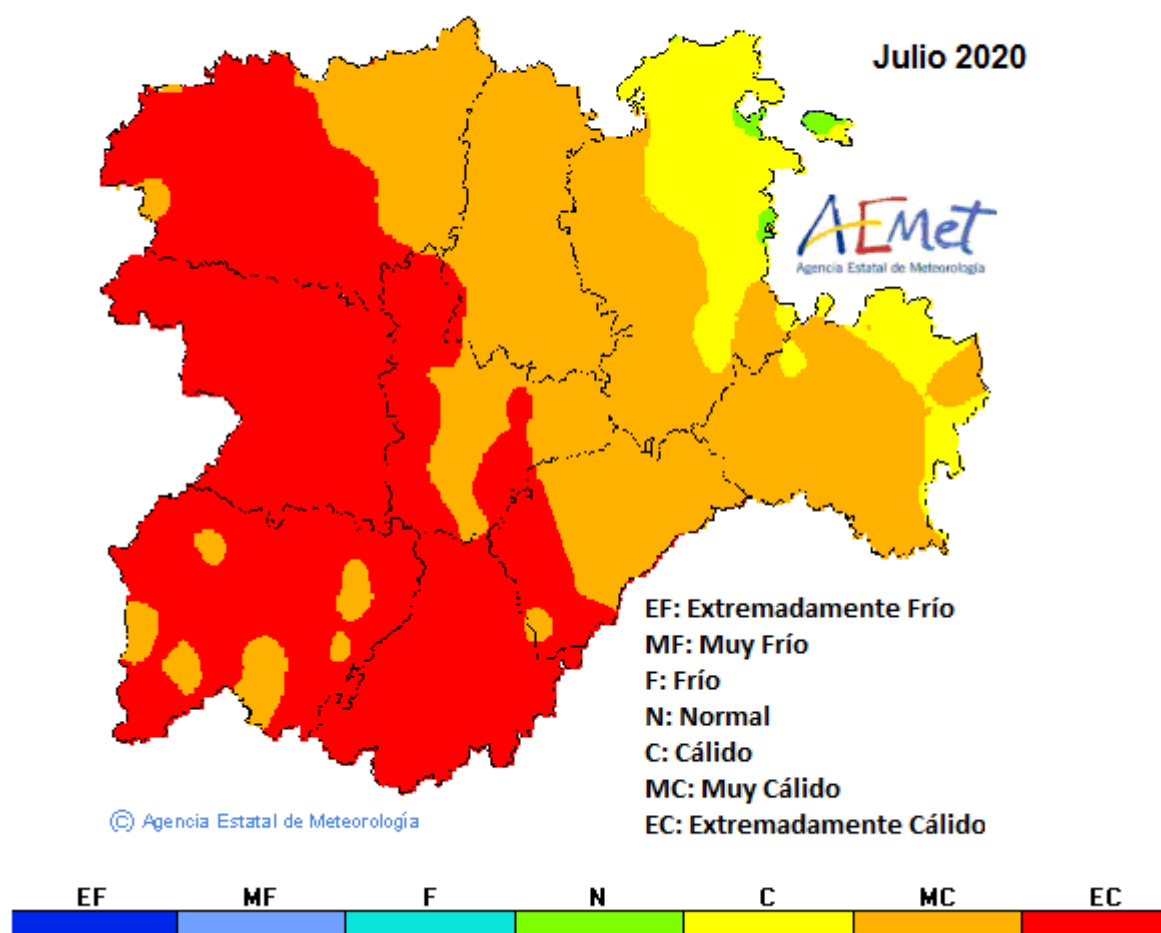 Julio 2020
AEMet
Agencia Estatal de Meteorología
EF: Extremadamente Frío
MF: Muy Frío
F: Frío
N: Normal
C: Cálido
MC: Muy Cálido
EC: Extremadamente Cálido
© Agencia Estatal de Meteorología
EF MF F N C MC EC